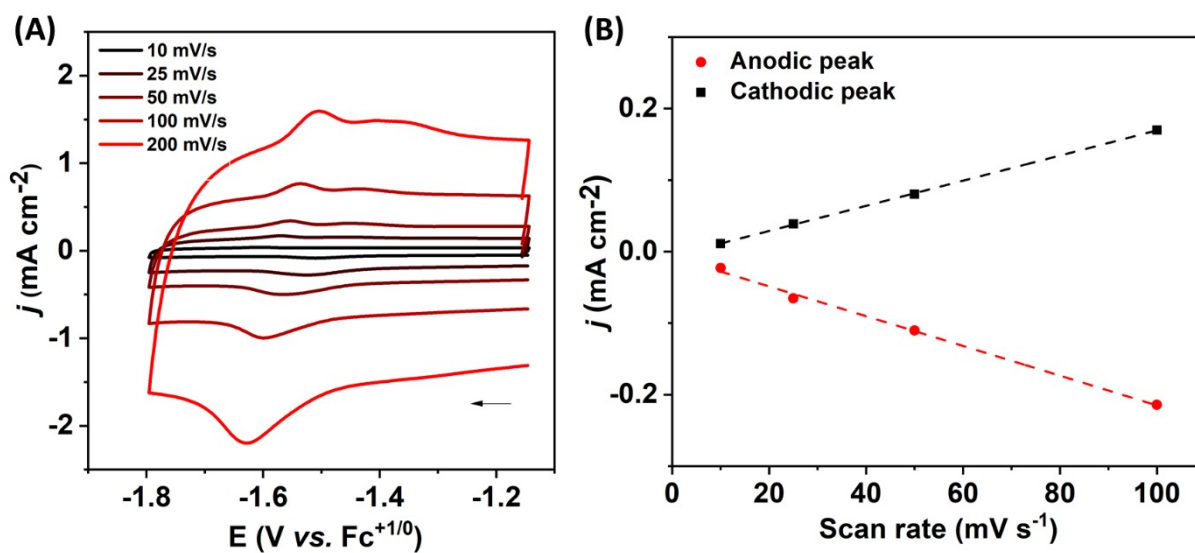 (A)
10 mV/s
25 mV/s
50 mV/s
100 mV/s
200 mV/s
2
1
0
-1
-2
j (mA cm-2)
-1.8 -1.6 -1.4 -1.2
E (V vs. Fc+1/0)
(B)
Anodic peak
Cathodic peak
0.2
0.0
-0.2
j (mA cm-2)
0 20 40 60 80 100
Scan rate (mV s-1)